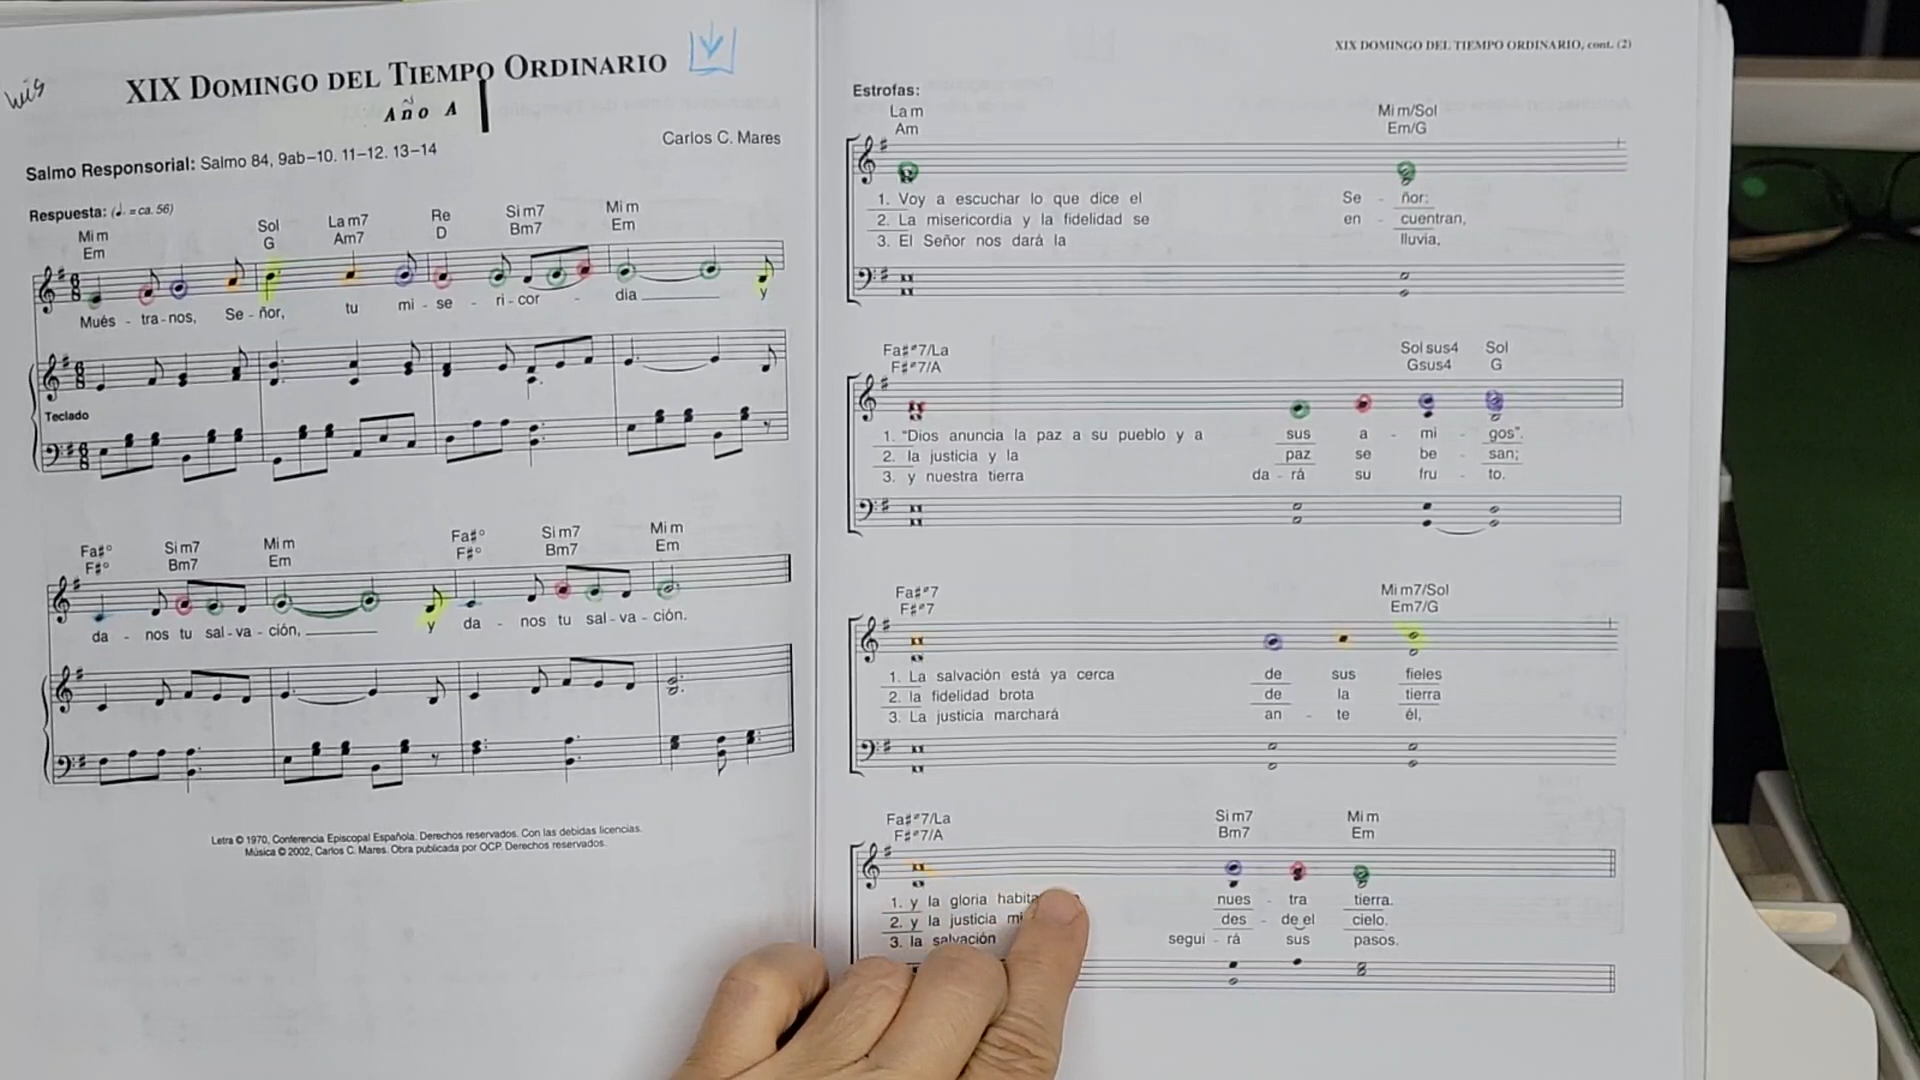 luis
XIX DOMINGO DEL TIEMPO ORDINARIO
Año A
Carlos C. Mares
Salmo Responsorial: Salmo 84, 9ab–10. 11–12. 13–14
Respuesta: (♩. = ca. 56)
Mi m Sol La m7 Re Si m7 Mi m
Em G Am7 D Bm7 Em
Mués - tra - nos, Se - ñor, tu mi - se - ri - cor - dia y
Teclado
Fa♯° Si m7 Mi m Fa♯° Si m7 Mi m
F♯° Bm7 Em F♯° Bm7 Em
da - nos tu sal - va - ción, y da - nos tu sal - va - ción.
Letra © 1970, Conferencia Episcopal Española. Derechos reservados. Con las debidas licencias.
Música © 2002, Carlos C. Mares. Obra publicada por OCP. Derechos reservados.
XIX DOMINGO DEL TIEMPO ORDINARIO, cont. (2)
Estrofas:
La m Mi m/Sol
Am Em/G
1. Voy a escuchar lo que dice el Se - ñor:
2. La misericordia y la fidelidad se en - cuentran,
3. El Señor nos dará la lluvia,
Fa♯ø7/La Sol sus4 Sol
F♯ø7/A Gsus4 G
1. “Dios anuncia la paz a su pueblo y a sus a - mi - gos”.
2. la justicia y la paz se be - san;
3. y nuestra tierra da - rá su fru - to.
Fa♯ø7 Mi m7/Sol
F♯ø7 Em7/G
1. La salvación está ya cerca de sus fieles
2. la fidelidad brota de la tierra
3. La justicia marchará an - te él,
Fa♯ø7/La Si m7 Mi m
F♯ø7/A Bm7 Em
1. y la gloria nues - tra tierra.
2. y la justicia des - de el cielo.
3. la salvación segui - rá sus pasos.